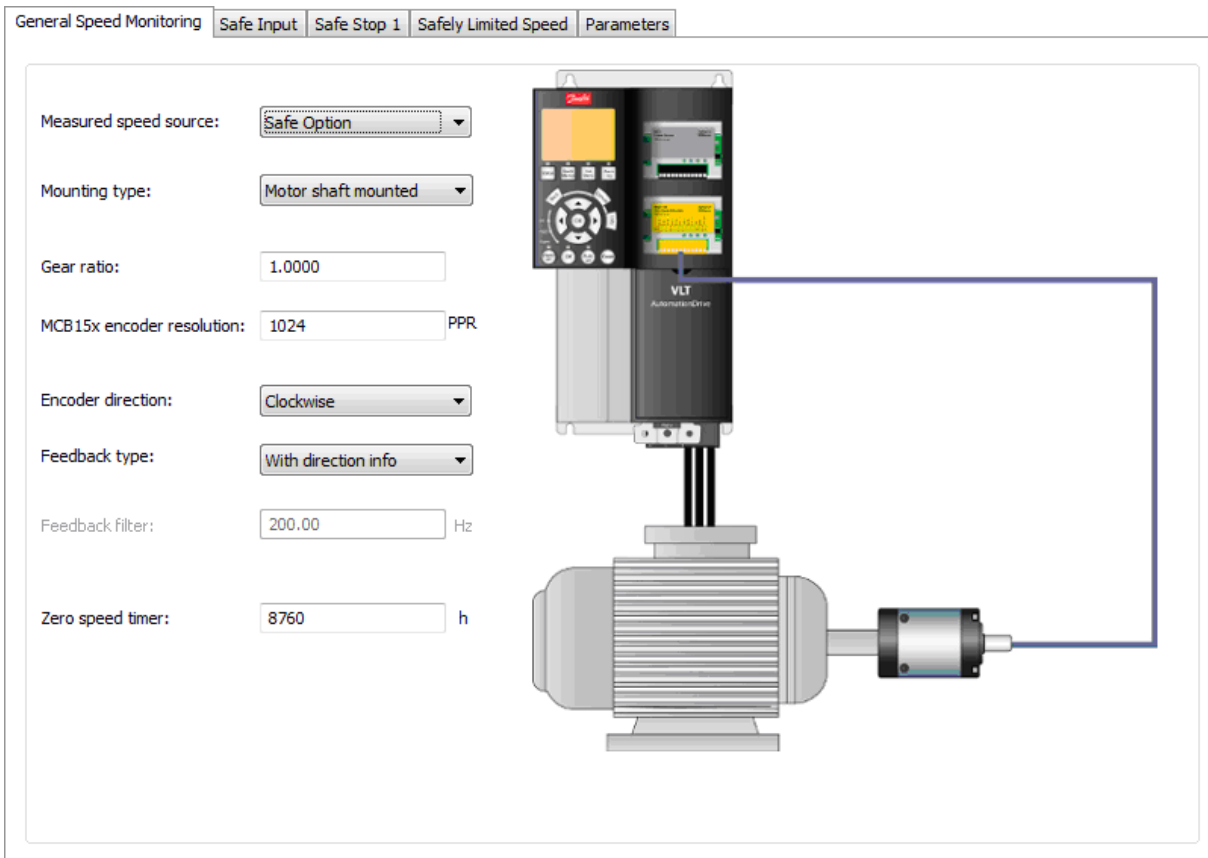 General Speed Monitoring
Safe Input
Safe Stop 1
Safely Limited Speed
Parameters
Measured speed source:
Safe Option
Mounting type:
Motor shaft mounted
Gear ratio:
1.0000
MCB15x encoder resolution:
1024
PPR
Encoder direction:
Clockwise
Feedback type:
With direction info
Feedback filter:
200.00
Hz
Zero speed timer:
8760
h
Danfoss
VLT
AutomationDrive